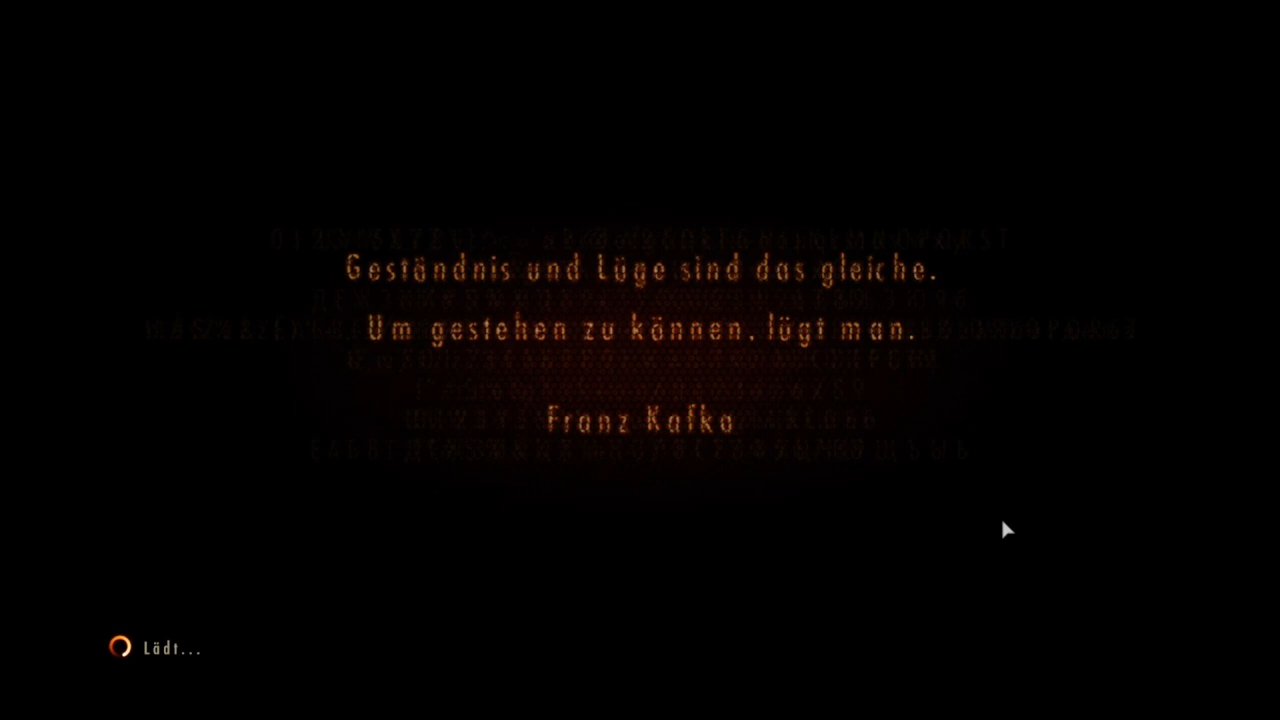 Geständnis und Lüge sind das gleiche.
Um gestehen zu können, lügt man.
Franz Kafka
Lädt...